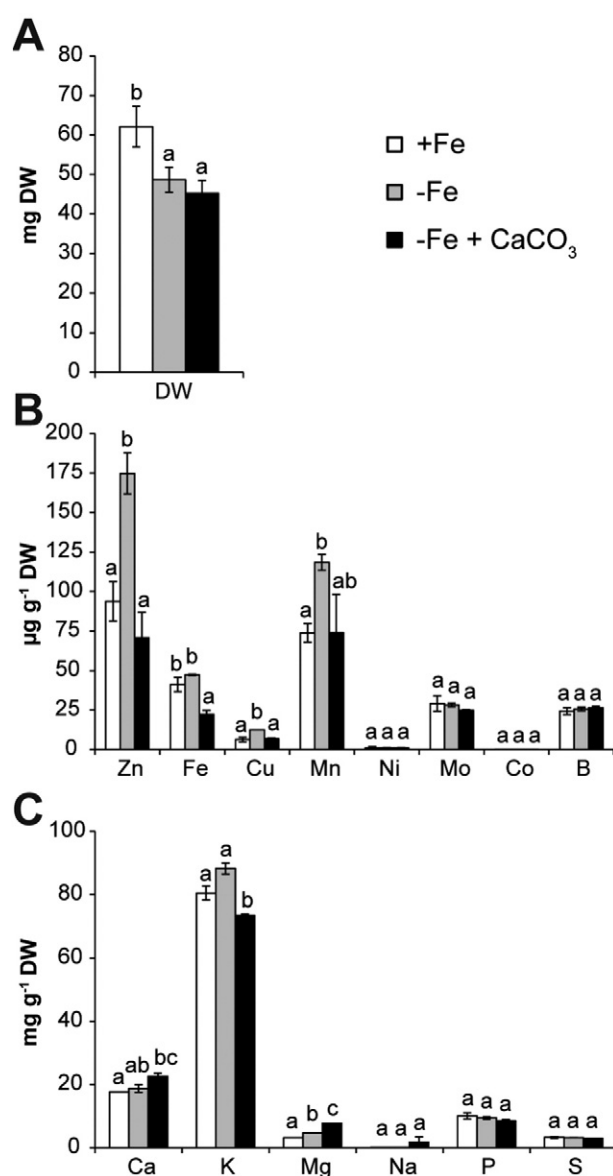 A
80
70
60
50
40
30
20
10
0
mg DW
b
a
a
DW
+Fe
-Fe
-Fe + CaCO₃
B
200
175
150
125
100
75
50
25
0
µg g⁻¹ DW
a b a
b b a
a b a
a b ab
a a a
a a a
a a a
a a a
Zn Fe Cu Mn Ni Mo Co B
C
100
80
60
40
20
0
mg g⁻¹ DW
a ab bc
a a b
a b c
a a a
a a a
a a a
Ca K Mg Na P S